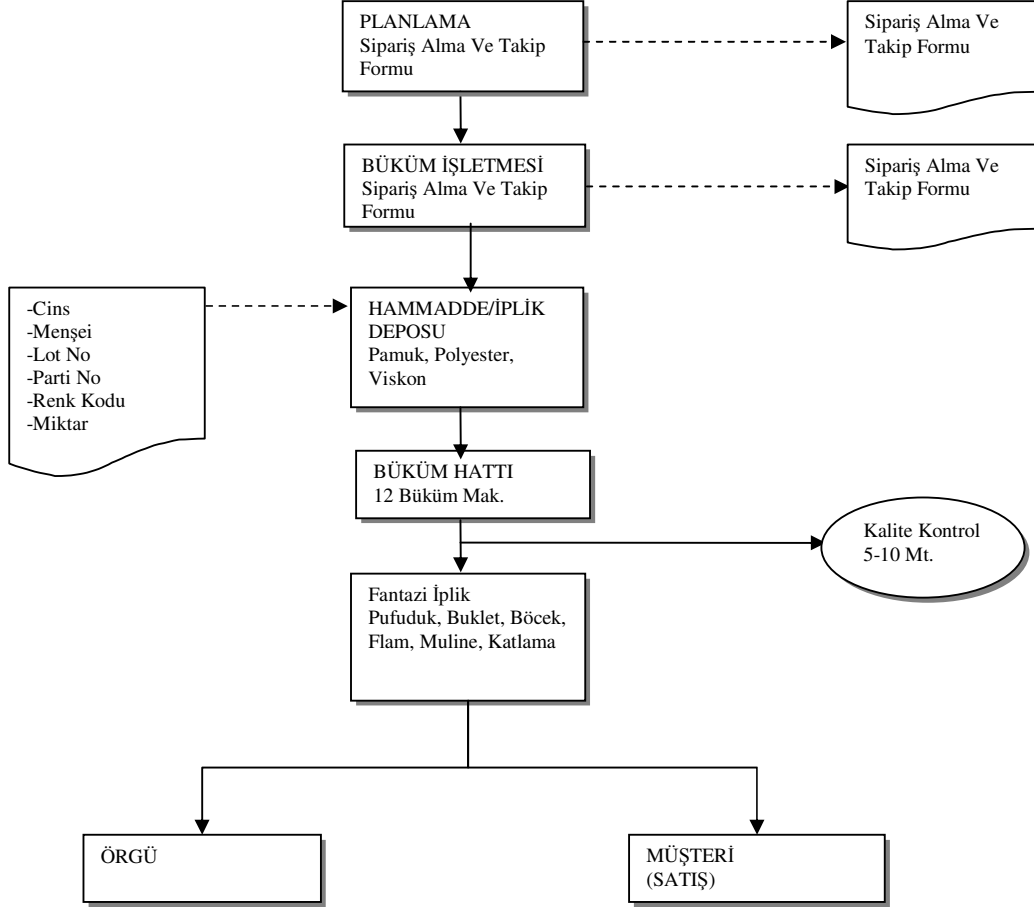 PLANLAMA
Sipariş Alma Ve Takip
Formu
Sipariş Alma Ve
Takip Formu
BÜKÜM İŞLETMESİ
Sipariş Alma Ve Takip
Formu
Sipariş Alma Ve
Takip Formu
-Cins
-Menşei
-Lot No
-Parti No
-Renk Kodu
-Miktar
HAMMADDE/İPLİK
DEPOSU
Pamuk, Polyester,
Viskon
BÜKÜM HATTI
12 Büküm Mak.
Kalite Kontrol
5-10 Mt.
Fantazi İplik
Pufuduk, Buklet, Böcek,
Flam, Muline, Katlama
ÖRGÜ
MÜŞTERİ
(SATIŞ)